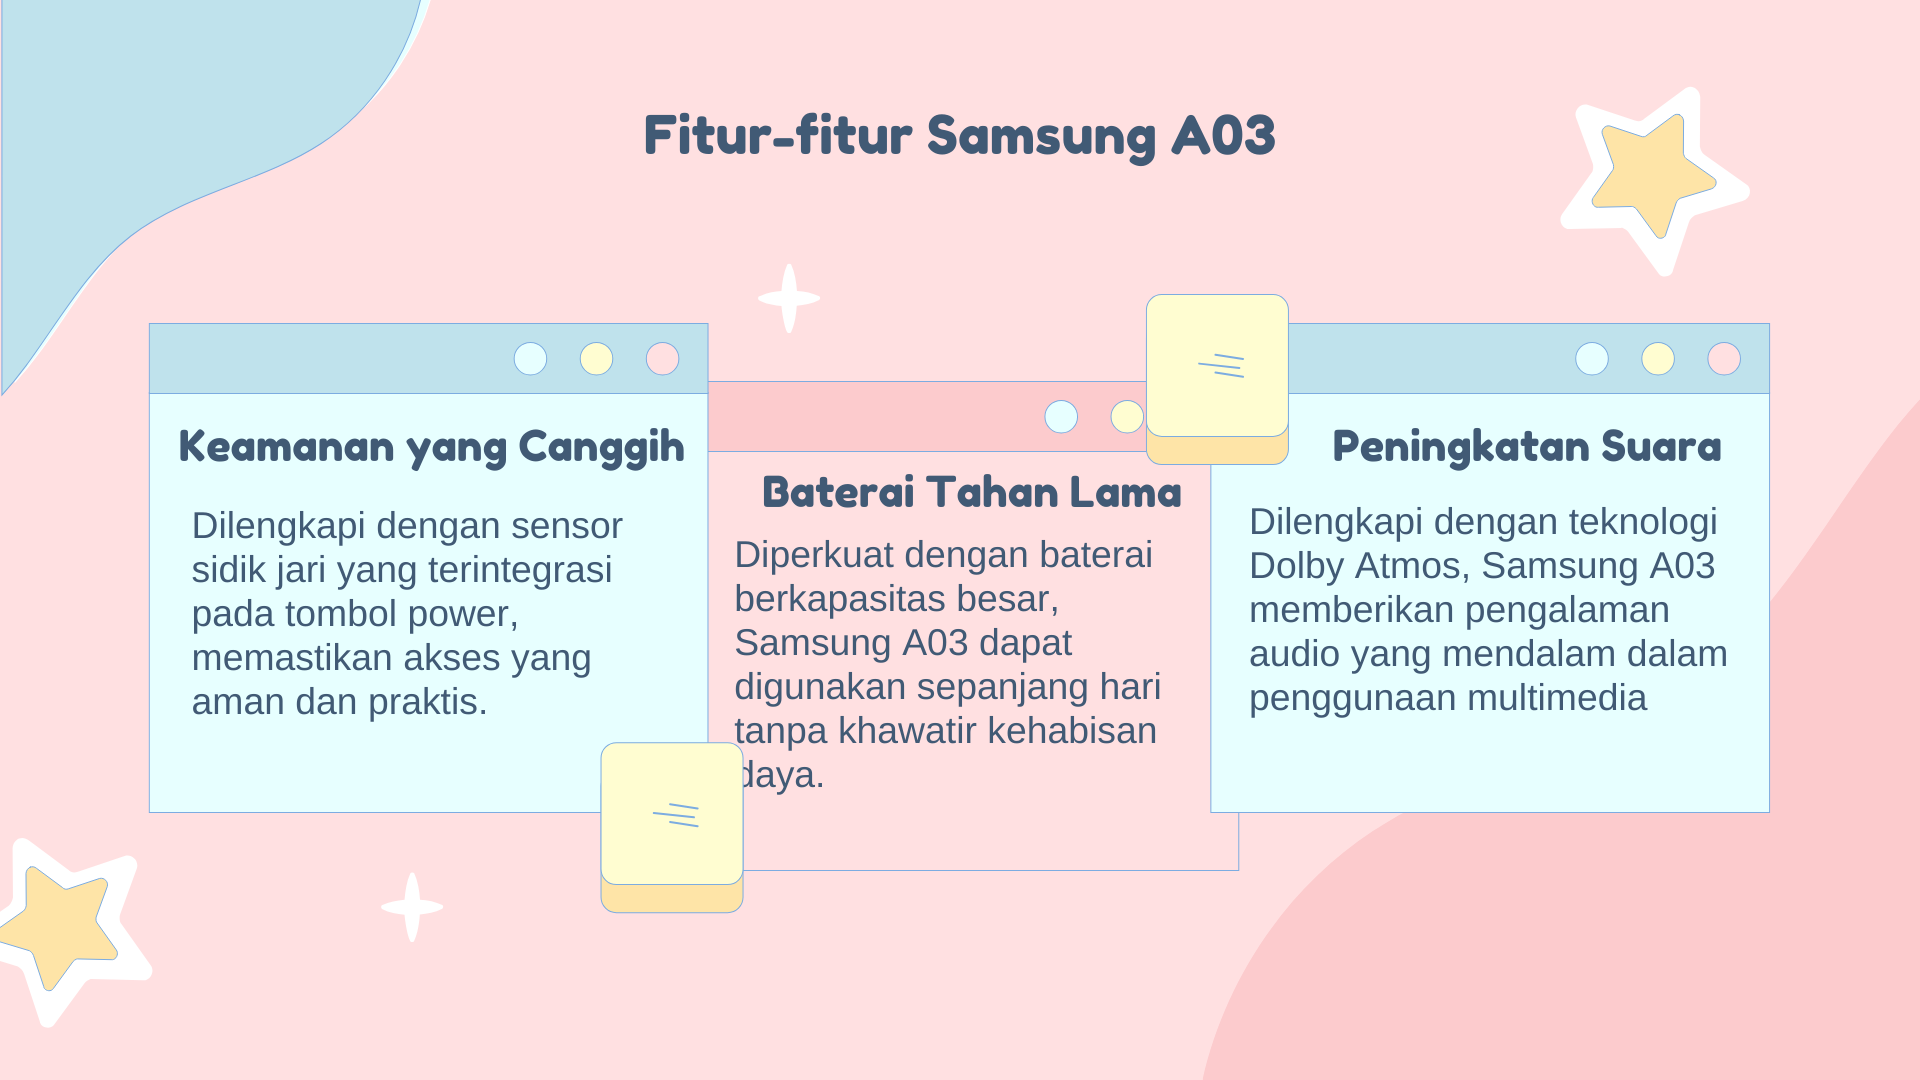 Fitur-fitur Samsung A03
Keamanan yang Canggih
Dilengkapi dengan sensor
sidik jari yang terintegrasi
pada tombol power,
memastikan akses yang
aman dan praktis.
Baterai Tahan Lama
Diperkuat dengan baterai
berkapasitas besar,
Samsung A03 dapat
digunakan sepanjang hari
tanpa khawatir kehabisan
daya.
Peningkatan Suara
Dilengkapi dengan teknologi
Dolby Atmos, Samsung A03
memberikan pengalaman
audio yang mendalam dalam
penggunaan multimedia